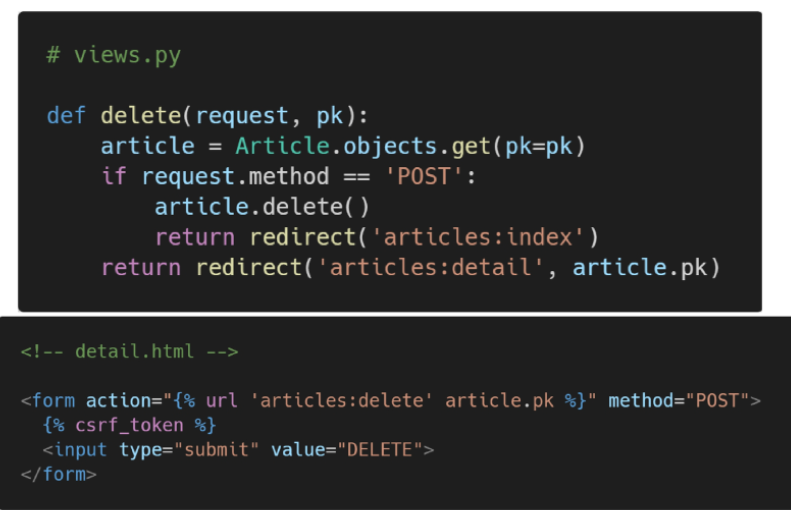 # views.py
def delete(request, pk):
    article = Article.objects.get(pk=pk)
    if request.method == 'POST':
        article.delete()
        return redirect('articles:index')
    return redirect('articles:detail', article.pk)
<!-- detail.html -->
<form action="{% url 'articles:delete' article.pk %}" method="POST">
  {% csrf_token %}
  <input type="submit" value="DELETE">
</form>